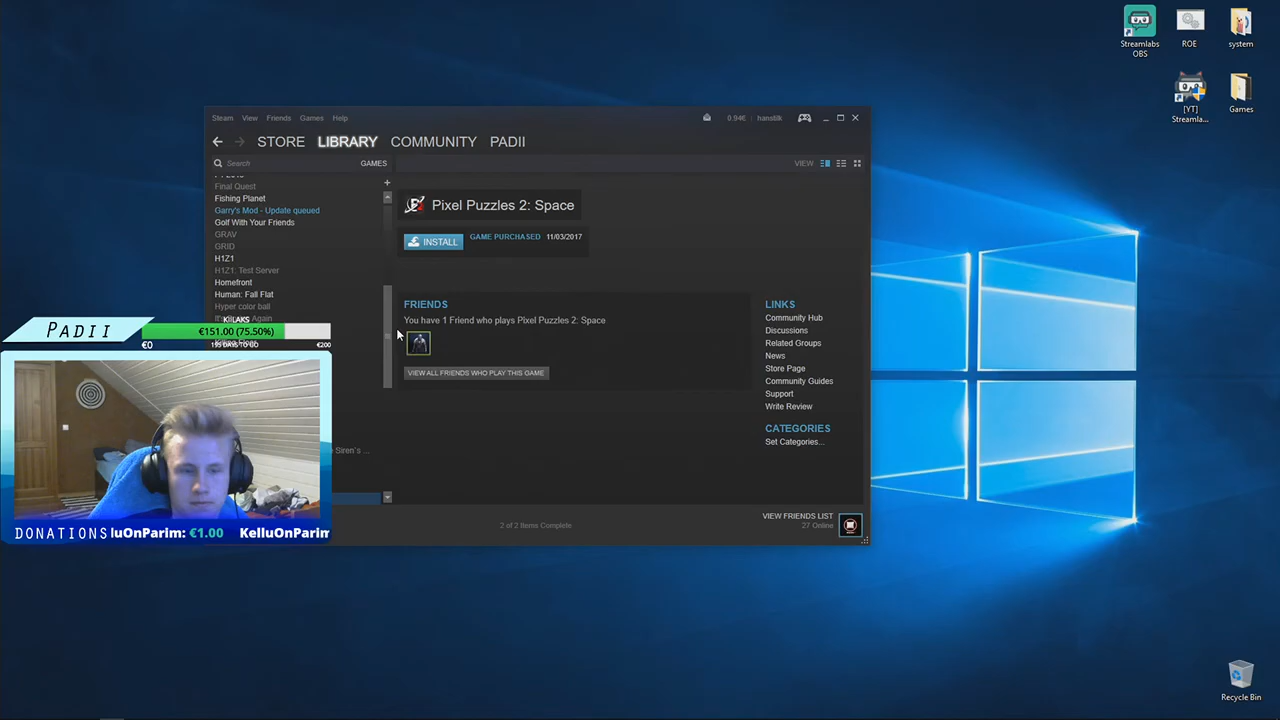 Streamlabs
OBS
ROE
system
[YT]
Streamla...
Games
Steam View Friends Games Help
0.94€ hanstilk
STORE LIBRARY COMMUNITY PADII
Search GAMES
VIEW
Final Quest
Fishing Planet
Garry's Mod - Update queued
Golf With Your Friends
GRAV
GRID
H1Z1
H1Z1: Test Server
Homefront
Human: Fall Flat
Hyper color ball
Pixel Puzzles 2: Space
INSTALL
GAME PURCHASED 11/03/2017
FRIENDS
You have 1 Friend who plays Pixel Puzzles 2: Space
VIEW ALL FRIENDS WHO PLAY THIS GAME
LINKS
Community Hub
Discussions
Related Groups
News
Store Page
Community Guides
Support
Write Review
CATEGORIES
Set Categories...
PADII
KÕLAKS
€151.00 (75.50%)
€0
€200
Siren's ...
DONATIONS
luOnParim: €1.00 KelluOnParim
2 of 2 Items Complete
VIEW FRIENDS LIST
27 Online
Recycle Bin